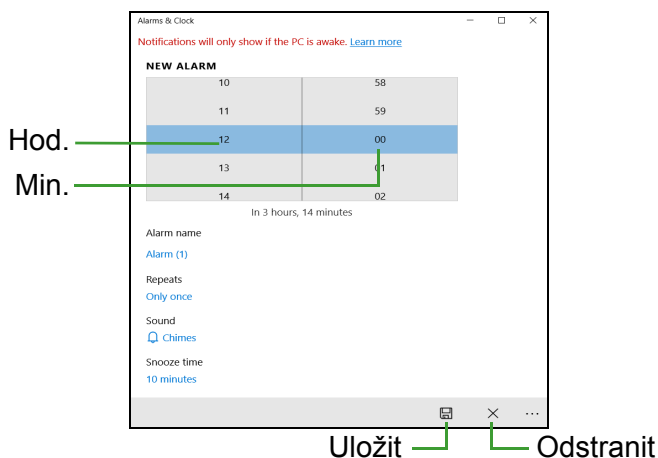 Alarms & Clock
Notifications will only show if the PC is awake. Learn more
NEW ALARM
10 58
11 59
Hod. 12 00
13 01
Min.
14 02
In 3 hours, 14 minutes
Alarm name
Alarm (1)
Repeats
Only once
Sound
Chimes
Snooze time
10 minutes
Uložit Odstranit